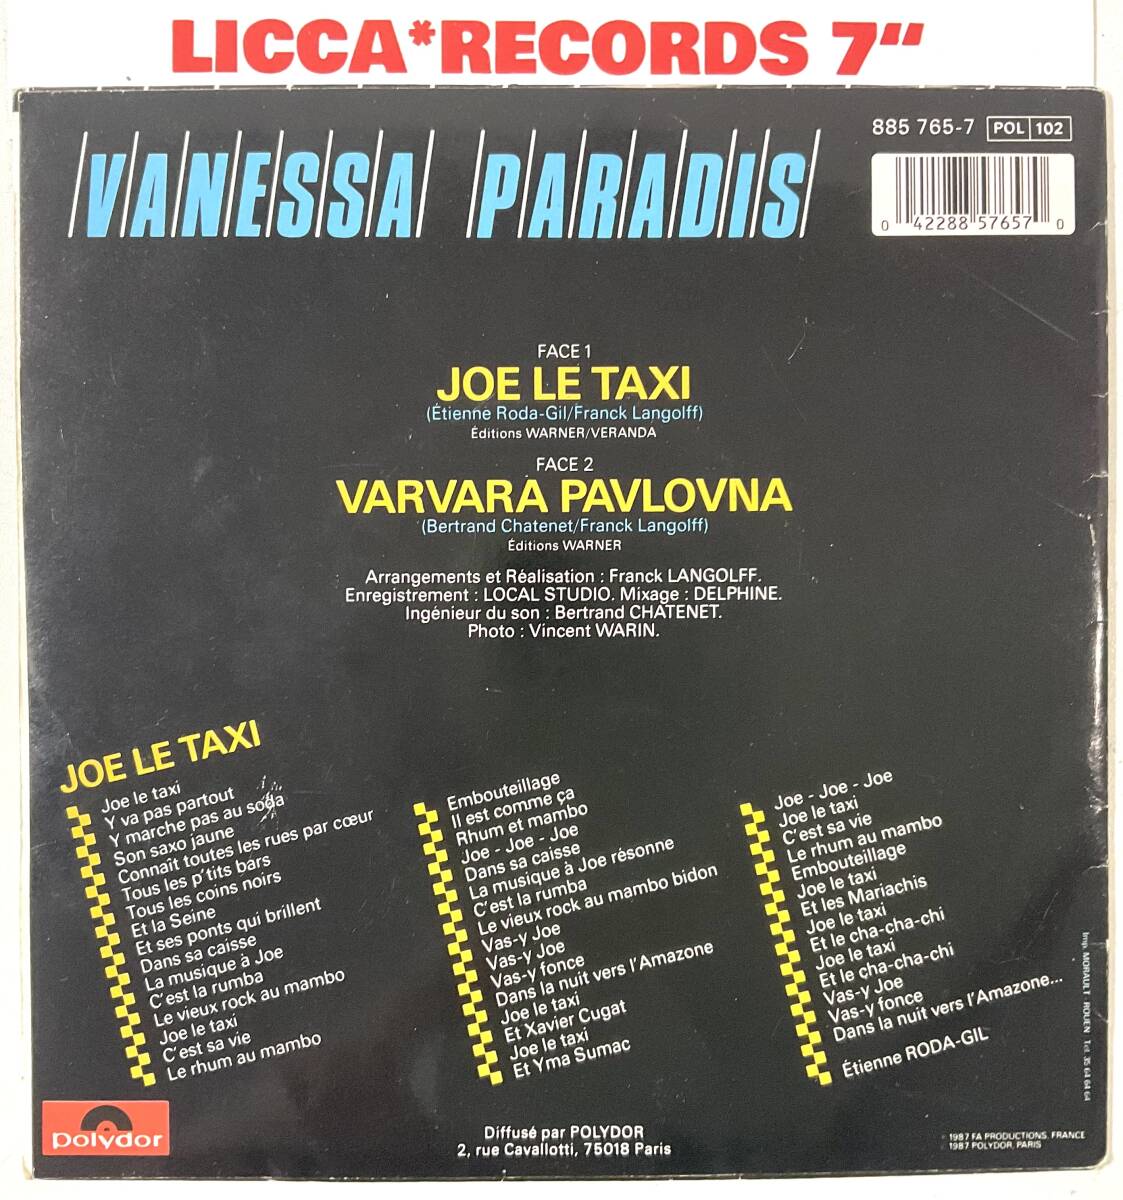 LICCA*RECORDS 7"
VANESSA PARADIS
885 765-7 POL 102
0 42288 57657 0
FACE 1
JOE LE TAXI
(Étienne Roda-Gil/Franck Langolff)
Éditions WARNER/VERANDA
FACE 2
VARVARA PAVLOVNA
(Bertrand Chatenet/Franck Langolff)
Éditions WARNER
Arrangements et Réalisation : Franck LANGOLFF.
Enregistrement : LOCAL STUDIO. Mixage : DELPHINE.
Ingénieur du son : Bertrand CHATENET.
Photo : Vincent WARIN.
JOE LE TAXI
Joe le taxi
Y va pas partout
Y marche pas au soda
Son saxo jaune
Connaît toutes les rues par cœur
Tous les p'tits bars
Tous les coins noirs
Et la Seine
Et ses ponts qui brillent
Dans sa caisse
La musique à Joe
C'est la rumba
Le vieux rock au mambo
Joe le taxi
C'est sa vie
Le rhum au mambo
Embouteillage
Il est comme ça
Rhum et mambo
Joe - Joe - Joe
Dans sa caisse
La musique à Joe résonne
C'est la rumba
Le vieux rock au mambo bidon
Vas-y Joe
Vas-y Joe
Vas-y fonce
Dans la nuit vers l'Amazone
Joe le taxi
Et Xavier Cugat
Joe le taxi
Et Yma Sumac
Joe - Joe - Joe
Joe le taxi
C'est sa vie
Le rhum au mambo
Embouteillage
Joe le taxi
Et les Mariachis
Joe le taxi
Et le cha-cha-chi
Joe le taxi
Et le cha-cha-chi
Vas-y Joe
Vas-y fonce
Dans la nuit vers l'Amazone...
Étienne RODA-GIL
Imp. MORAULT ROUEN Tel. 35 64 64 64
polydor
Diffusé par POLYDOR
2, rue Cavallotti, 75018 Paris
℗ 1987 FA PRODUCTIONS, FRANCE
© 1987 POLYDOR, PARIS